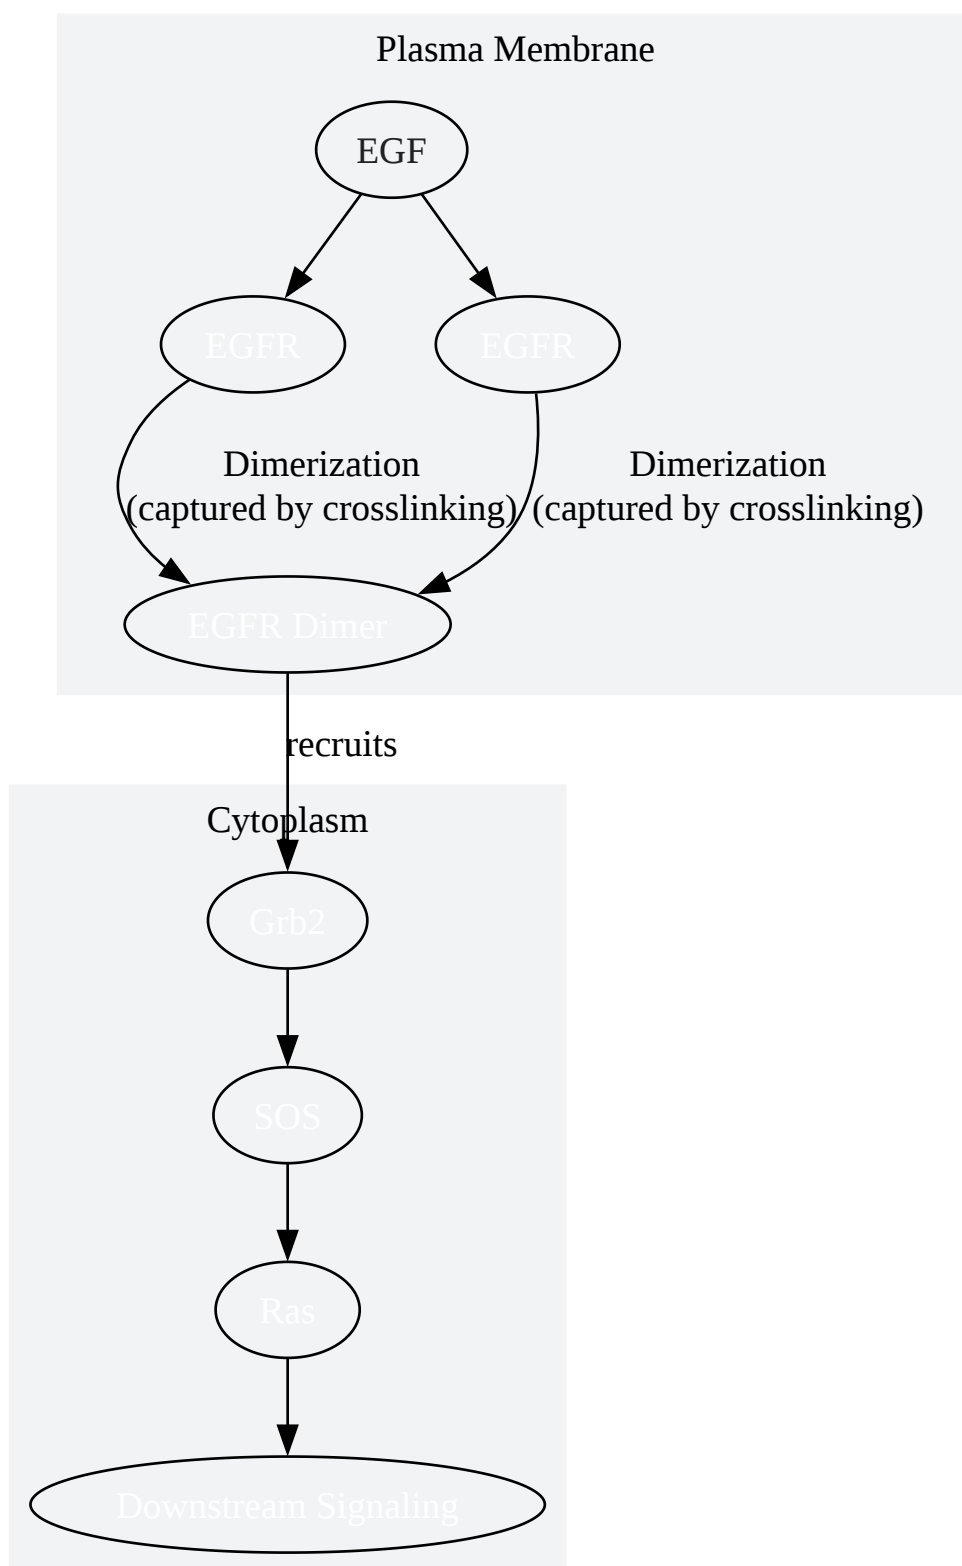 Plasma Membrane
EGF
EGFR
EGFR
Dimerization
(captured by crosslinking)
Dimerization
(captured by crosslinking)
EGFR Dimer
recruits
Cytoplasm
Grb2
SOS
Ras
Downstream Signaling